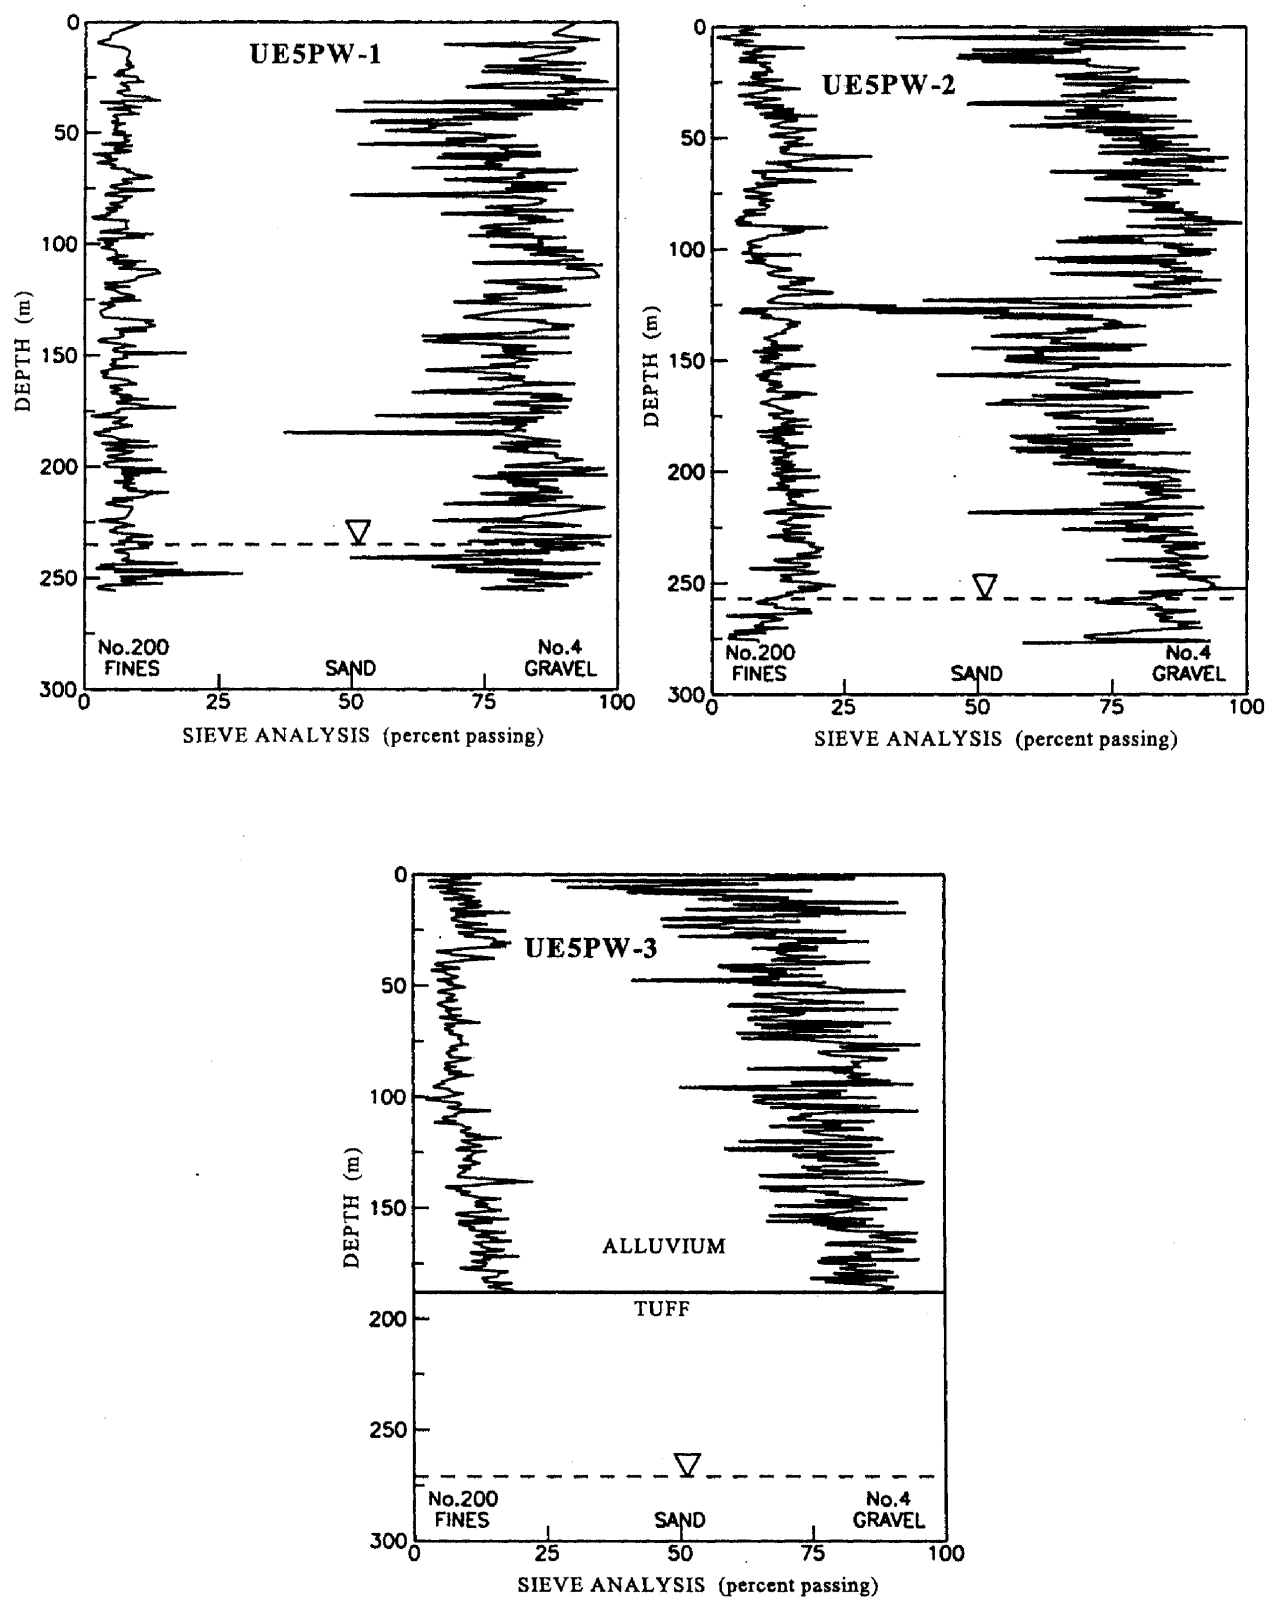 UE5PW-1
0
50
100
150
200
250
300
DEPTH (m)
No.200
FINES
SAND
No.4
GRAVEL
0 25 50 75 100
SIEVE ANALYSIS (percent passing)
UE5PW-2
0
50
100
150
200
250
300
DEPTH (m)
No.200
FINES
SAND
No.4
GRAVEL
0 25 50 75 100
SIEVE ANALYSIS (percent passing)
UE5PW-3
0
50
100
150
200
250
300
DEPTH (m)
ALLUVIUM
TUFF
No.200
FINES
SAND
No.4
GRAVEL
0 25 50 75 100
SIEVE ANALYSIS (percent passing)